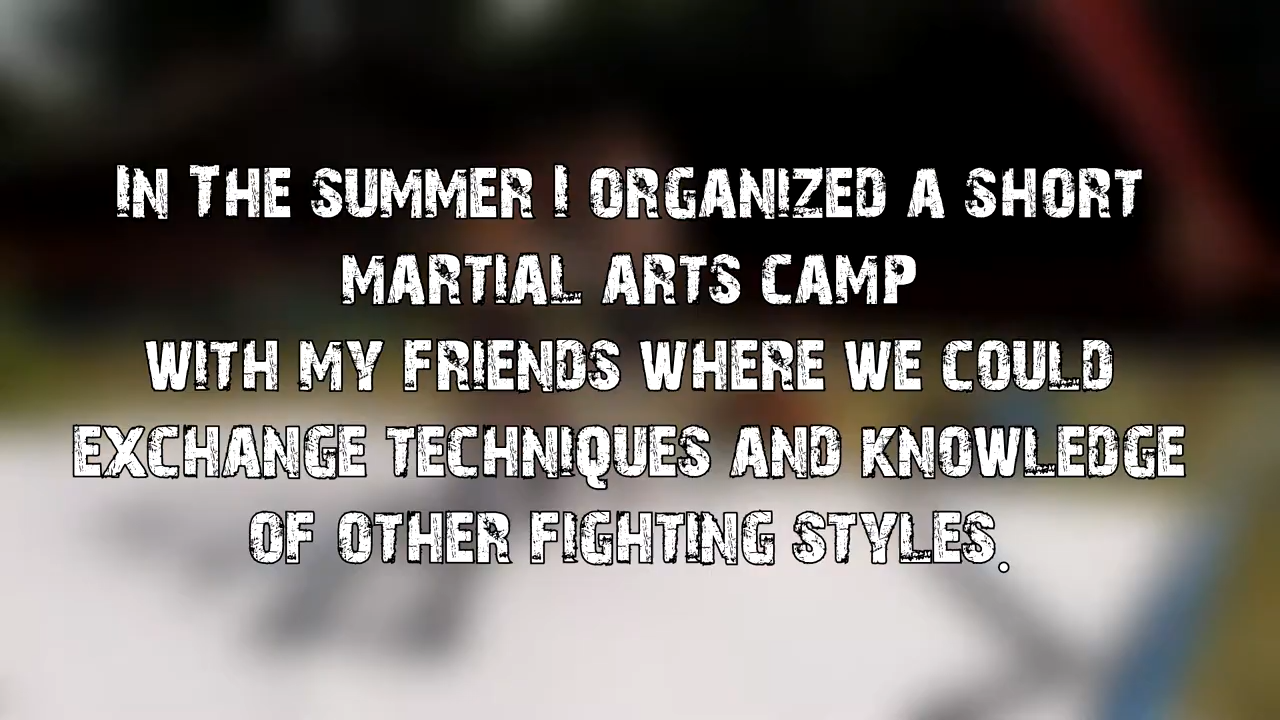 In The summer I organized a short
martial arts camp
with my friends where we could
exchange techniques and knowledge
of other fighting styles.